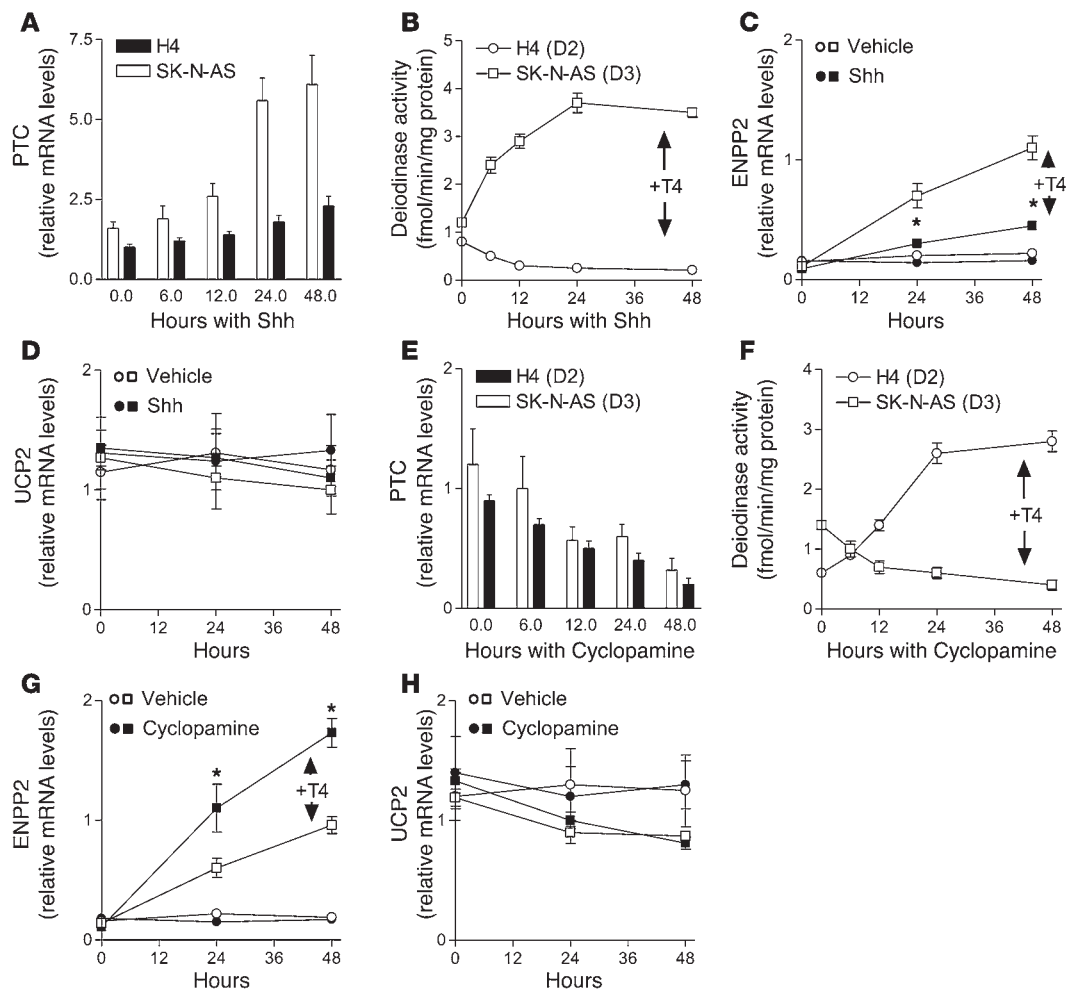 A
H4
SK-N-AS
PTC
(relative mRNA levels)
7.5
5.0
2.5
0.0
0.0 6.0 12.0 24.0 48.0
Hours with Shh
B
H4 (D2)
SK-N-AS (D3)
Deiodinase activity
(fmol/min/mg protein)
5
4
3
2
1
0
+T4
0 12 24 36 48
Hours with Shh
C
Vehicle
Shh
ENPP2
(relative mRNA levels)
2
1
0
* *
+T4
0 12 24 36 48
Hours
D
Vehicle
Shh
UCP2
(relative mRNA levels)
2
1
0
0 12 24 36 48
Hours
E
H4 (D2)
SK-N-AS (D3)
PTC
(relative mRNA levels)
2
1
0
0.0 6.0 12.0 24.0 48.0
Hours with Cyclopamine
F
H4 (D2)
SK-N-AS (D3)
Deiodinase activity
(fmol/min/mg protein)
4
3
2
1
0
+T4
0 12 24 36 48
Hours with Cyclopamine
G
Vehicle
Cyclopamine
ENPP2
(relative mRNA levels)
2
1
0
* *
+T4
0 12 24 36 48
Hours
H
Vehicle
Cyclopamine
UCP2
(relative mRNA levels)
2
1
0
0 12 24 36 48
Hours